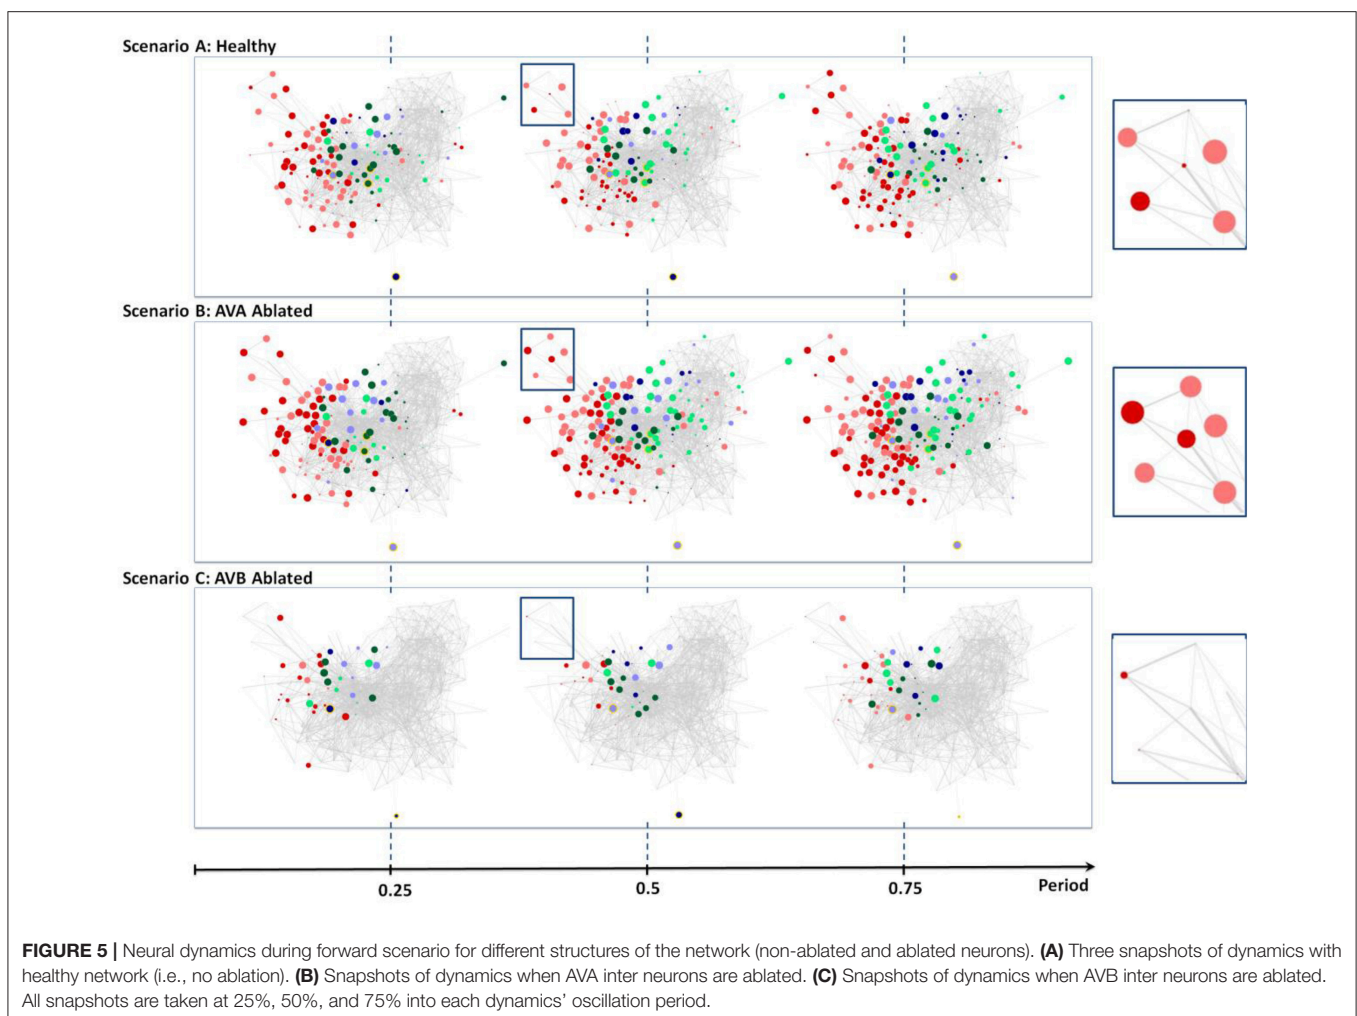 Scenario A: Healthy
Scenario B: AVA Ablated
Scenario C: AVB Ablated
0.25
0.5
0.75
Period
FIGURE 5 | Neural dynamics during forward scenario for different structures of the network (non-ablated and ablated neurons). (A) Three snapshots of dynamics with
healthy network (i.e., no ablation). (B) Snapshots of dynamics when AVA inter neurons are ablated. (C) Snapshots of dynamics when AVB inter neurons are ablated.
All snapshots are taken at 25%, 50%, and 75% into each dynamics' oscillation period.